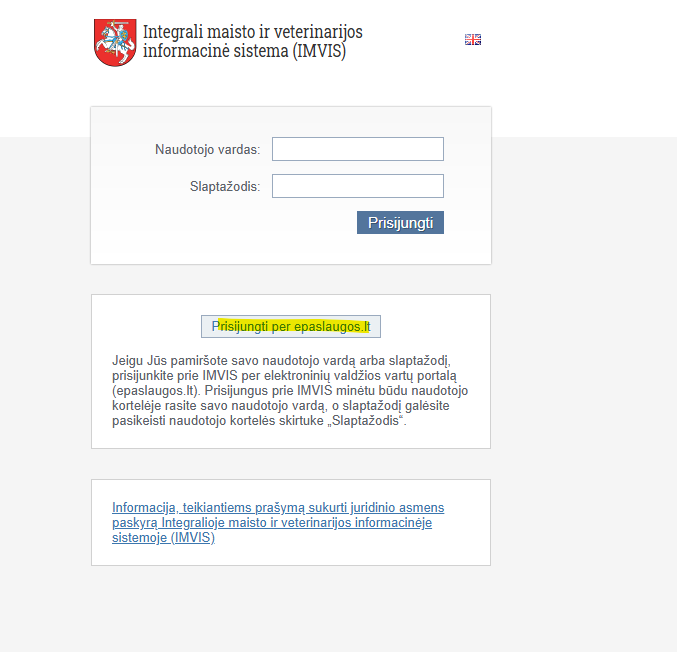 Integrali maisto ir veterinarijos
informacinė sistema (IMVIS)
Naudotojo vardas:
Slaptažodis:
Prisijungti
Prisijungti per epaslaugos.lt
Jeigu Jūs pamiršote savo naudotojo vardą arba slaptažodį,
prisijunkite prie IMVIS per elektroninių valdžios vartų portalą
(epaslaugos.lt). Prisijungus prie IMVIS minėtu būdu naudotojo
kortelėje rasite savo naudotojo vardą, o slaptažodį galėsite
pasikeisti naudotojo kortelės skirtuke „Slaptažodis“.
Informacija, teikiantiems prašymą sukurti juridinio asmens
paskyrą Integralioje maisto ir veterinarijos informacinėje
sistemoje (IMVIS)